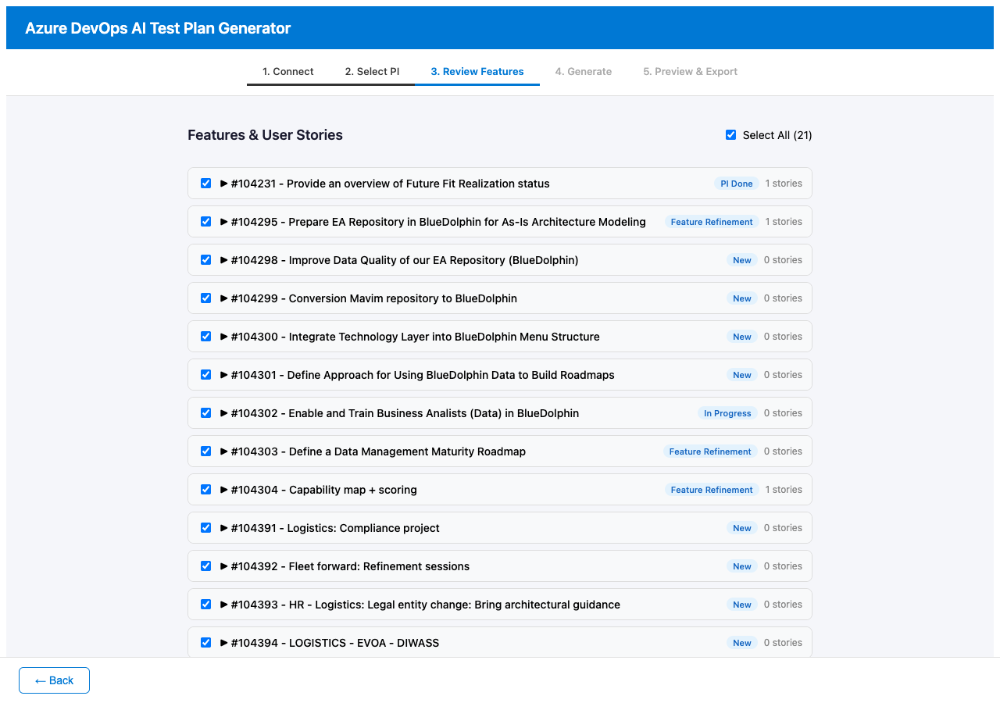 Azure DevOps AI Test Plan Generator
1. Connect
2. Select PI
3. Review Features
4. Generate
5. Preview & Export
Features & User Stories
Select All (21)
#104231 - Provide an overview of Future Fit Realization status PI Done 1 stories
#104295 - Prepare EA Repository in BlueDolphin for As-Is Architecture Modeling Feature Refinement 1 stories
#104298 - Improve Data Quality of our EA Repository (BlueDolphin) New 0 stories
#104299 - Conversion Mavim repository to BlueDolphin New 0 stories
#104300 - Integrate Technology Layer into BlueDolphin Menu Structure New 0 stories
#104301 - Define Approach for Using BlueDolphin Data to Build Roadmaps New 0 stories
#104302 - Enable and Train Business Analists (Data) in BlueDolphin In Progress 0 stories
#104303 - Define a Data Management Maturity Roadmap Feature Refinement 0 stories
#104304 - Capability map + scoring Feature Refinement 1 stories
#104391 - Logistics: Compliance project New 0 stories
#104392 - Fleet forward: Refinement sessions New 0 stories
#104393 - HR - Logistics: Legal entity change: Bring architectural guidance New 0 stories
#104394 - LOGISTICS - EVOA - DIWASS New 0 stories
← Back